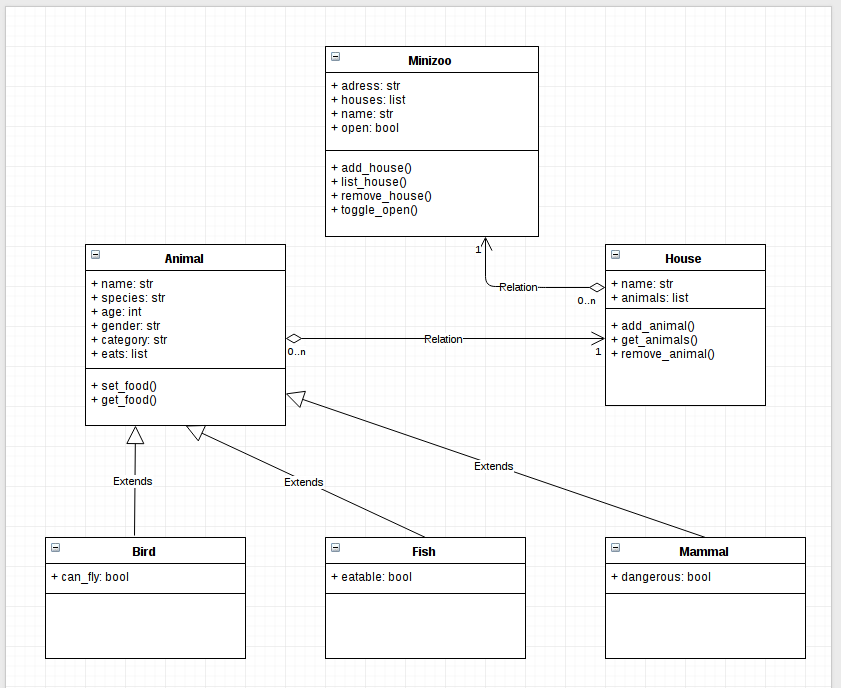 Minizoo
+ adress: str
+ houses: list
+ name: str
+ open: bool
+ add_house()
+ list_house()
+ remove_house()
+ toggle_open()
1
Relation
0..n
House
+ name: str
+ animals: list
+ add_animal()
+ get_animals()
+ remove_animal()
Animal
+ name: str
+ species: str
+ age: int
+ gender: str
+ category: str
+ eats: list
+ set_food()
+ get_food()
0..n
Relation
1
Extends
Extends
Extends
Bird
+ can_fly: bool
Fish
+ eatable: bool
Mammal
+ dangerous: bool